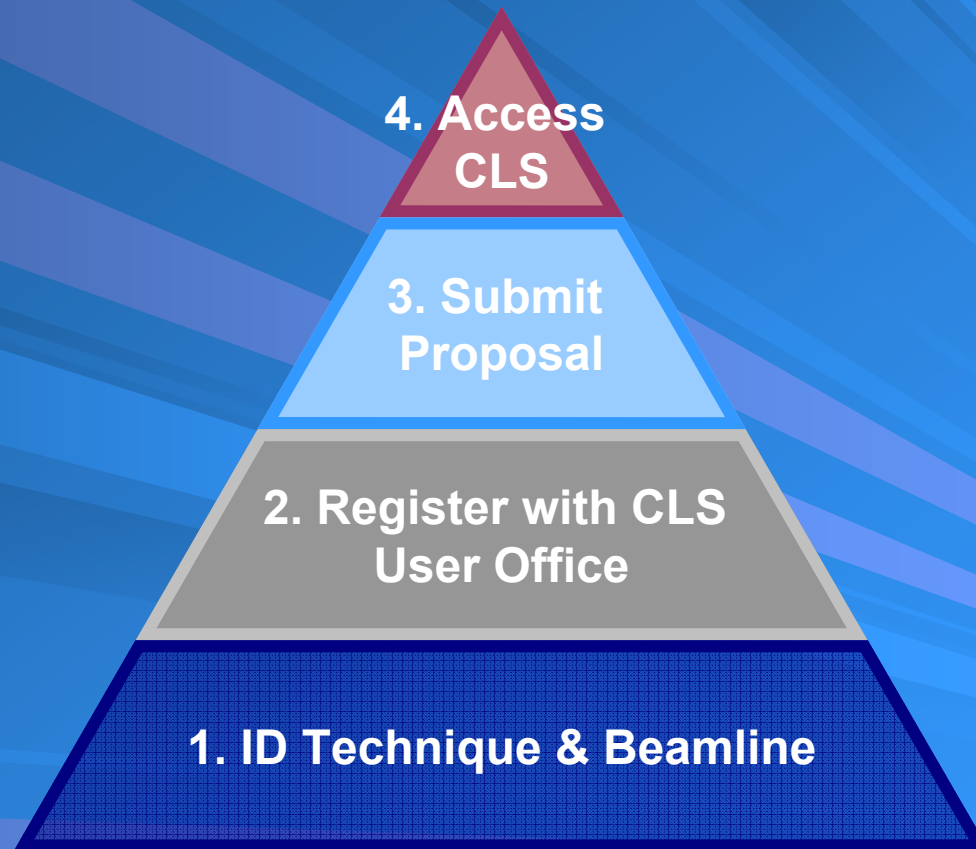 4. Access
CLS
3. Submit
Proposal
2. Register with CLS
User Office
1. ID Technique & Beamline